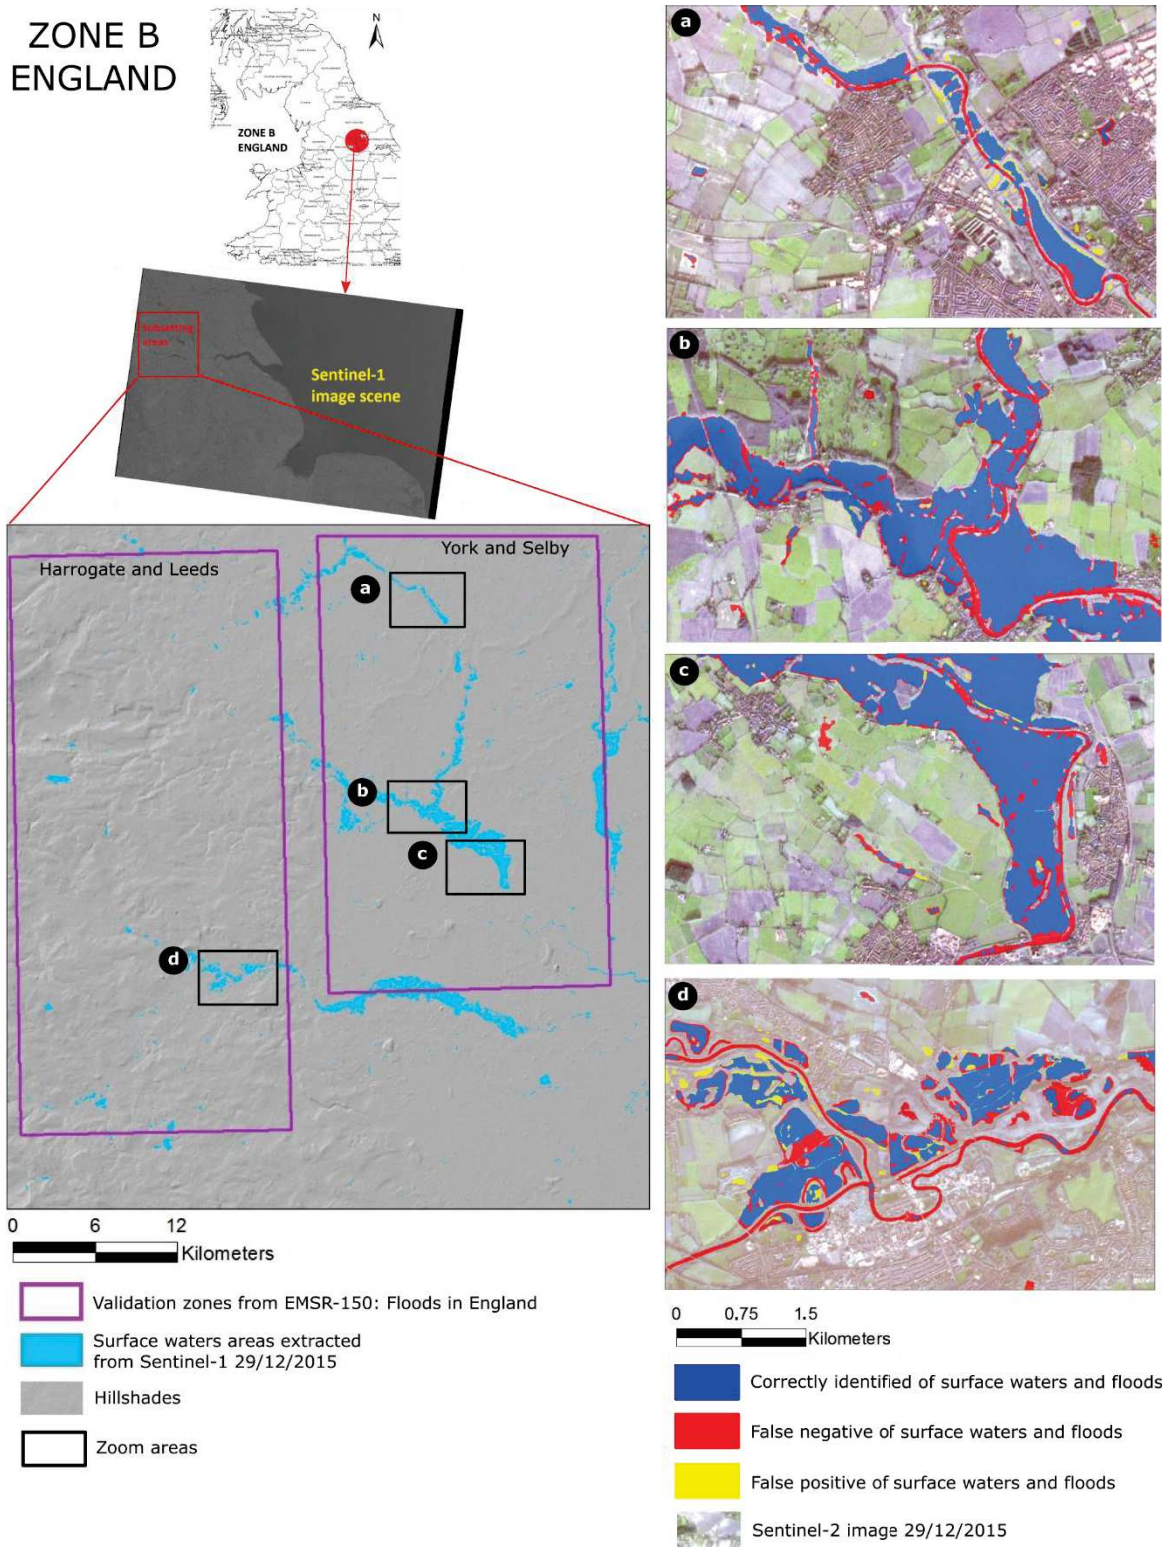 ZONE B
ENGLAND
N
ZONE B
ENGLAND
Subsetting
areas
Sentinel-1
image scene
Harrogate and Leeds
York and Selby
a
b
c
d
0 6 12
Kilometers
Validation zones from EMSR-150: Floods in England
Surface waters areas extracted
from Sentinel-1 29/12/2015
Hillshades
Zoom areas
a
b
c
d
0 0.75 1.5
Kilometers
Correctly identified of surface waters and floods
False negative of surface waters and floods
False positive of surface waters and floods
Sentinel-2 image 29/12/2015